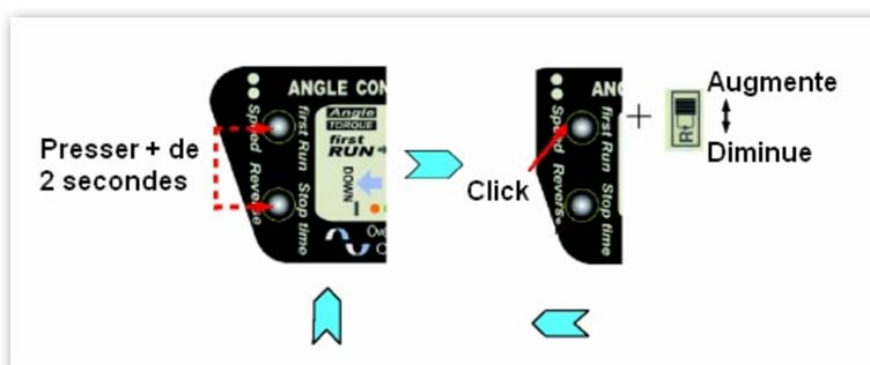 Presser + de
2 secondes
ANGLE CON
Speed
first Run
Reverse
Stop time
Angle
TORQUE
first
RUN
DOWN
Click
AN
Speed
first Run
Revers
Stop time
+
R+
Augmente
Diminue